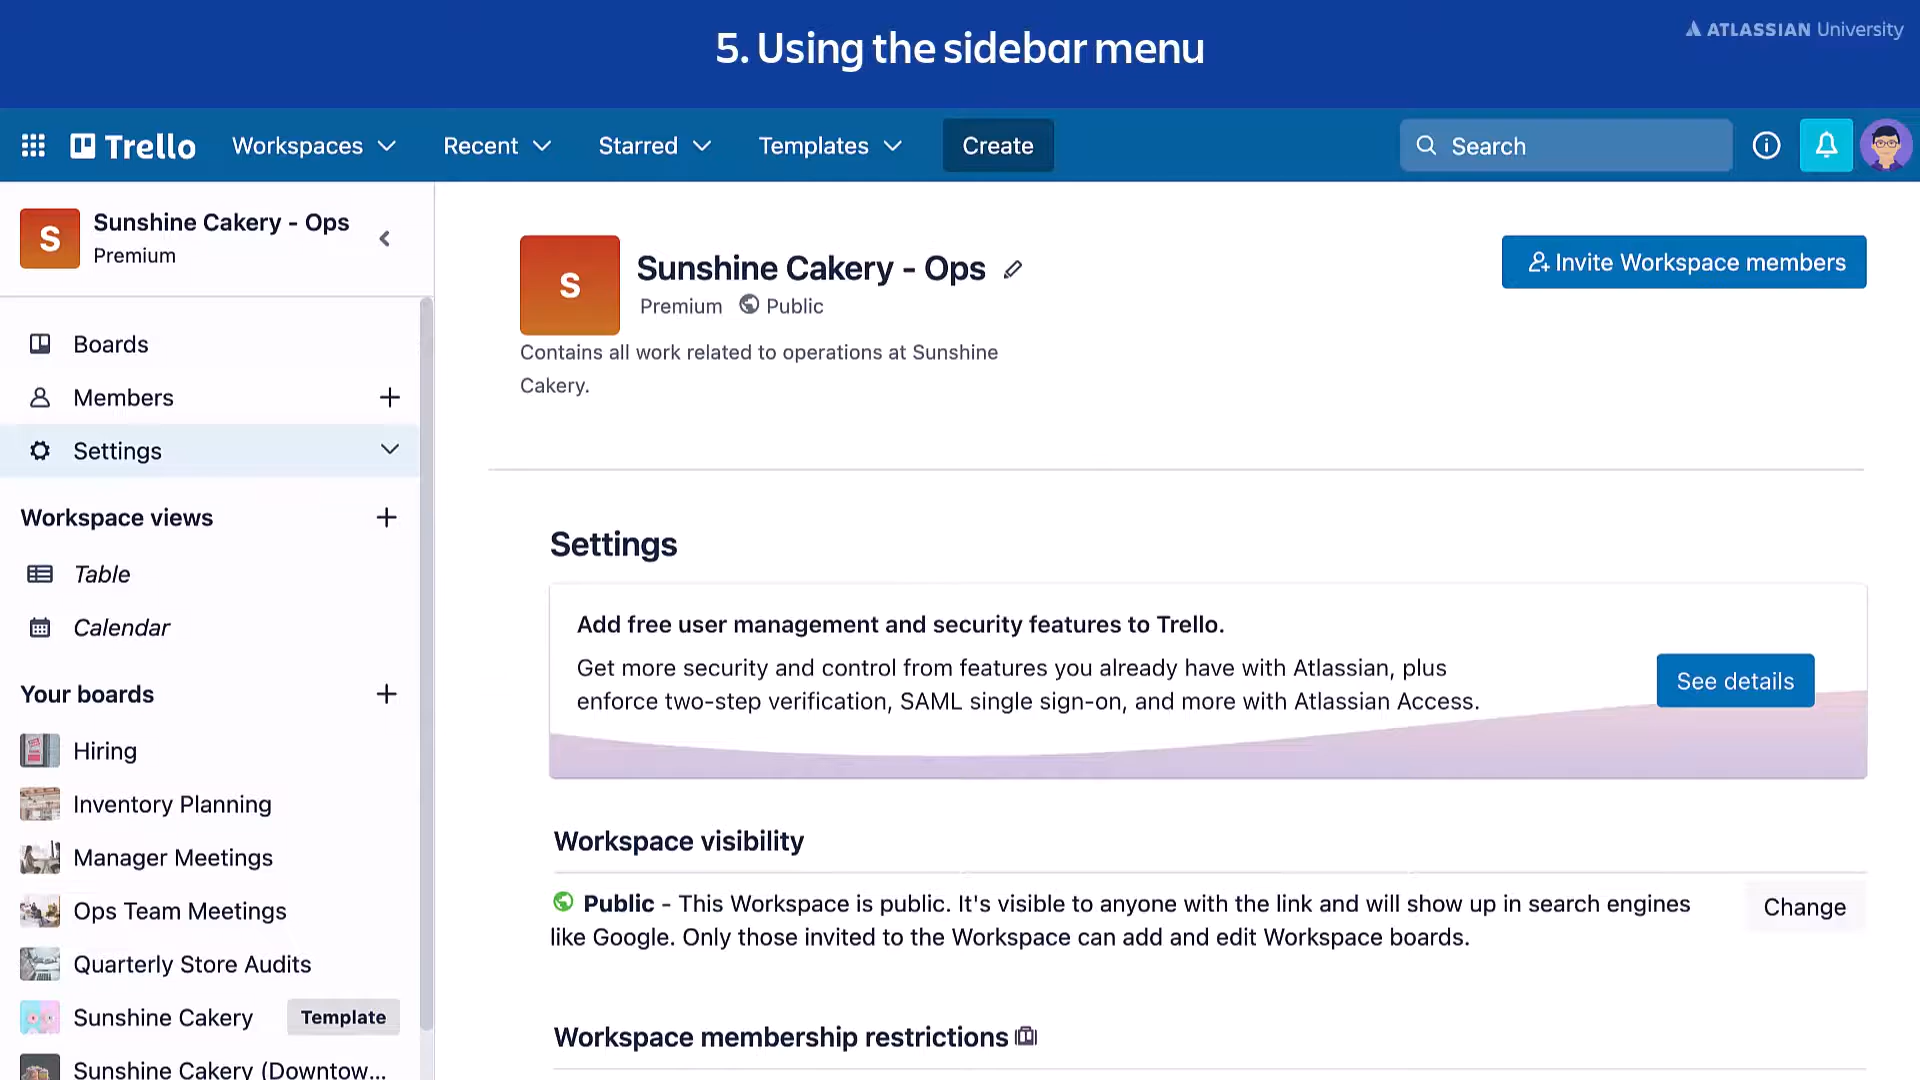 5. Using the sidebar menu
ATLASSIAN University
Trello
Workspaces
Recent
Starred
Templates
Create
Search
S
Sunshine Cakery - Ops
Premium
Boards
Members
Settings
Workspace views
Table
Calendar
Your boards
Hiring
Inventory Planning
Manager Meetings
Ops Team Meetings
Quarterly Store Audits
Sunshine Cakery Template
Sunshine Cakery (Downtow...
S
Sunshine Cakery - Ops
Premium Public
Contains all work related to operations at Sunshine
Cakery.
Invite Workspace members
Settings
Add free user management and security features to Trello.
Get more security and control from features you already have with Atlassian, plus
enforce two-step verification, SAML single sign-on, and more with Atlassian Access.
See details
Workspace visibility
Public - This Workspace is public. It's visible to anyone with the link and will show up in search engines
like Google. Only those invited to the Workspace can add and edit Workspace boards.
Change
Workspace membership restrictions